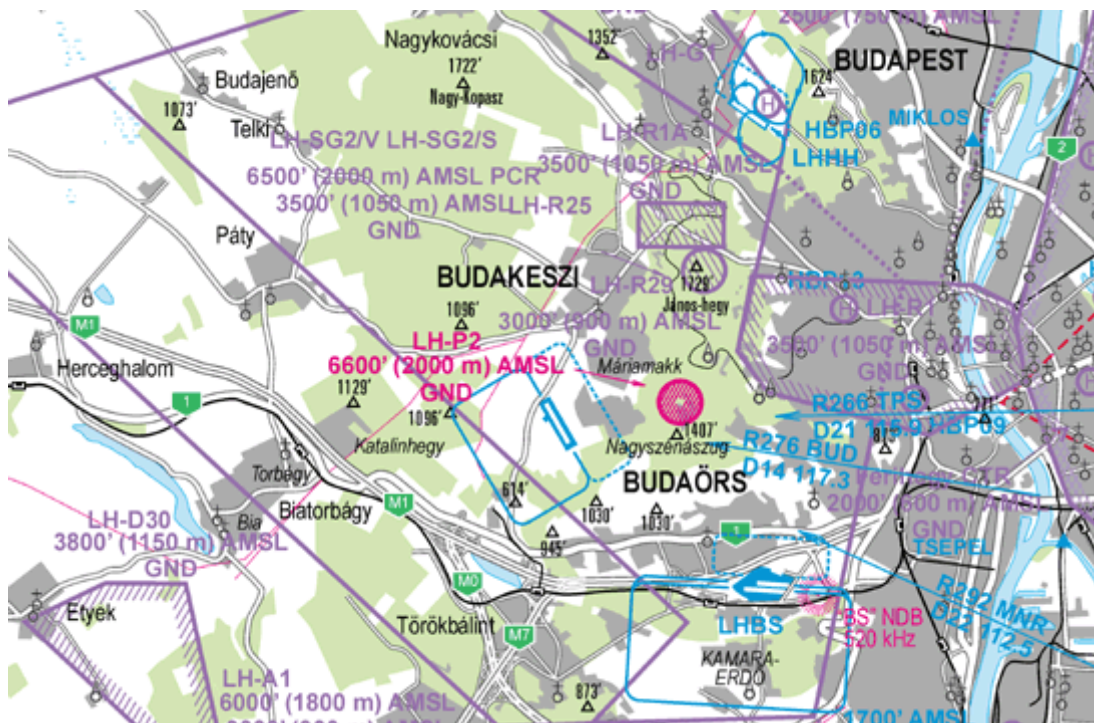 2500' (750 m) AMSL
Nagykovácsi
1352'
LH-G1
BUDAPEST
1722'
Nagy-Kopasz
1624'
Budajenő
1073'
Telki
H
HBP06
MIKLOS
LHHH
2
LH-SG2/V LH-SG2/S
6500' (2000 m) AMSL PCR
3500' (1050 m) AMSL
GND
LH-R1A
3500' (1050 m) AMSL
GND
LH-R25
Páty
BUDAKESZI
1096'
LH-R29
1729'
János-hegy
3000' (900 m) AMSL
GND
H LH-R1
3500' (1050 m) AMSL
GND
M1
Herceghalom
LH-P2
6600' (2000 m) AMSL
GND
Máriamakk
1129'
1096'
1
Katalinhegy
1407'
Nagyszénászug
R266 TPS
D21 115.9 HBP09
R276 BUD
D14 117.3
Torbágy
Biatorbágy
Bia
M1
614'
1030'
1030'
945'
BUDAÖRS
2000' (600 m) AMSL
GND
LH-D30
3800' (1150 m) AMSL
GND
1
TSEPEL
M0
Etyek
Törökbálint
M7
LHBS
"BS" NDB
520 kHz
R292 MNR
D27 112.5
KAMARA-
ERDŐ
LH-A1
6000' (1800 m) AMSL
873'
1700' AMSL